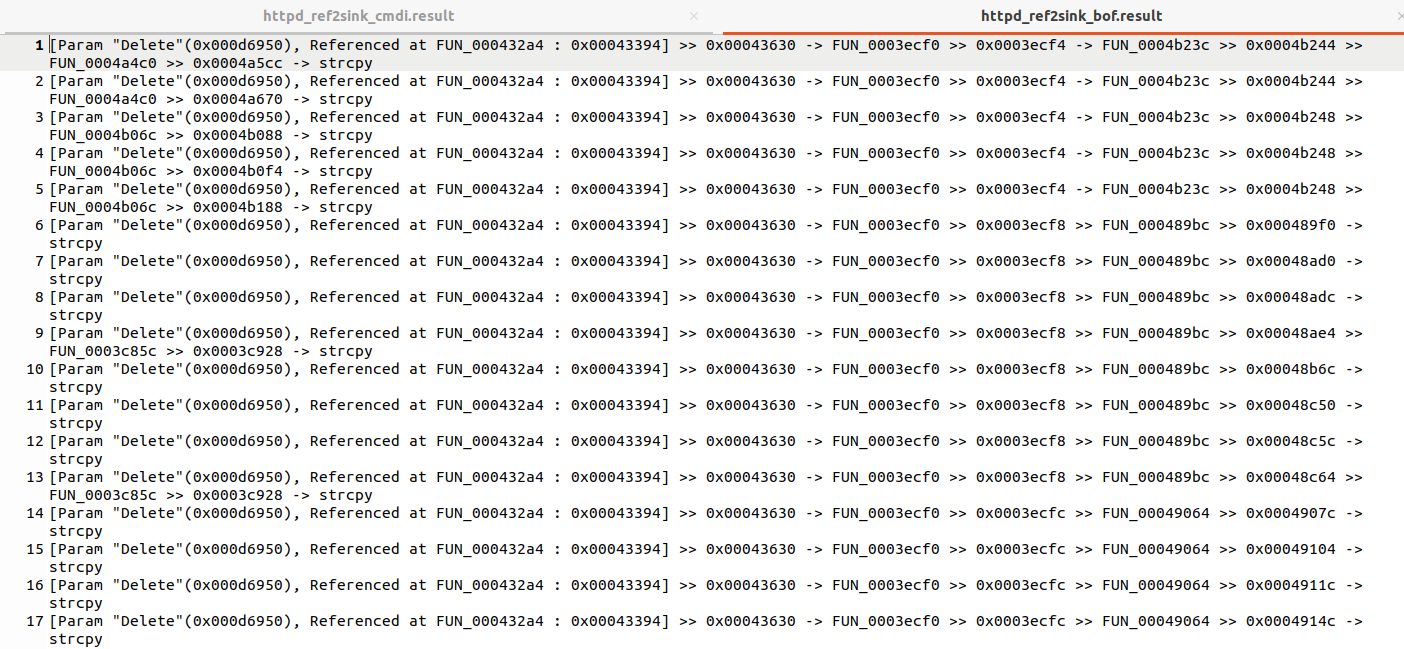 httpd_ref2sink_cmdi.result × httpd_ref2sink_bof.result ×
1 [Param "Delete"(0x000d6950), Referenced at FUN_000432a4 : 0x00043394] >> 0x00043630 -> FUN_0003ecf0 >> 0x0003ecf4 -> FUN_0004b23c >> 0x0004b244 >>
FUN_0004a4c0 >> 0x0004a5cc -> strcpy
2 [Param "Delete"(0x000d6950), Referenced at FUN_000432a4 : 0x00043394] >> 0x00043630 -> FUN_0003ecf0 >> 0x0003ecf4 -> FUN_0004b23c >> 0x0004b244 >>
FUN_0004a4c0 >> 0x0004a670 -> strcpy
3 [Param "Delete"(0x000d6950), Referenced at FUN_000432a4 : 0x00043394] >> 0x00043630 -> FUN_0003ecf0 >> 0x0003ecf4 -> FUN_0004b23c >> 0x0004b248 >>
FUN_0004b06c >> 0x0004b088 -> strcpy
4 [Param "Delete"(0x000d6950), Referenced at FUN_000432a4 : 0x00043394] >> 0x00043630 -> FUN_0003ecf0 >> 0x0003ecf4 -> FUN_0004b23c >> 0x0004b248 >>
FUN_0004b06c >> 0x0004b0f4 -> strcpy
5 [Param "Delete"(0x000d6950), Referenced at FUN_000432a4 : 0x00043394] >> 0x00043630 -> FUN_0003ecf0 >> 0x0003ecf4 -> FUN_0004b23c >> 0x0004b248 >>
FUN_0004b06c >> 0x0004b188 -> strcpy
6 [Param "Delete"(0x000d6950), Referenced at FUN_000432a4 : 0x00043394] >> 0x00043630 -> FUN_0003ecf0 >> 0x0003ecf8 >> FUN_000489bc >> 0x000489f0 ->
strcpy
7 [Param "Delete"(0x000d6950), Referenced at FUN_000432a4 : 0x00043394] >> 0x00043630 -> FUN_0003ecf0 >> 0x0003ecf8 >> FUN_000489bc >> 0x00048ad0 ->
strcpy
8 [Param "Delete"(0x000d6950), Referenced at FUN_000432a4 : 0x00043394] >> 0x00043630 -> FUN_0003ecf0 >> 0x0003ecf8 >> FUN_000489bc >> 0x00048adc ->
strcpy
9 [Param "Delete"(0x000d6950), Referenced at FUN_000432a4 : 0x00043394] >> 0x00043630 -> FUN_0003ecf0 >> 0x0003ecf8 >> FUN_000489bc >> 0x00048ae4 >>
FUN_0003c85c >> 0x0003c928 -> strcpy
10 [Param "Delete"(0x000d6950), Referenced at FUN_000432a4 : 0x00043394] >> 0x00043630 -> FUN_0003ecf0 >> 0x0003ecf8 >> FUN_000489bc >> 0x00048b6c ->
strcpy
11 [Param "Delete"(0x000d6950), Referenced at FUN_000432a4 : 0x00043394] >> 0x00043630 -> FUN_0003ecf0 >> 0x0003ecf8 >> FUN_000489bc >> 0x00048c50 ->
strcpy
12 [Param "Delete"(0x000d6950), Referenced at FUN_000432a4 : 0x00043394] >> 0x00043630 -> FUN_0003ecf0 >> 0x0003ecf8 >> FUN_000489bc >> 0x00048c5c ->
strcpy
13 [Param "Delete"(0x000d6950), Referenced at FUN_000432a4 : 0x00043394] >> 0x00043630 -> FUN_0003ecf0 >> 0x0003ecf8 >> FUN_000489bc >> 0x00048c64 >>
FUN_0003c85c >> 0x0003c928 -> strcpy
14 [Param "Delete"(0x000d6950), Referenced at FUN_000432a4 : 0x00043394] >> 0x00043630 -> FUN_0003ecf0 >> 0x0003ecfc >> FUN_00049064 >> 0x0004907c ->
strcpy
15 [Param "Delete"(0x000d6950), Referenced at FUN_000432a4 : 0x00043394] >> 0x00043630 -> FUN_0003ecf0 >> 0x0003ecfc >> FUN_00049064 >> 0x00049104 ->
strcpy
16 [Param "Delete"(0x000d6950), Referenced at FUN_000432a4 : 0x00043394] >> 0x00043630 -> FUN_0003ecf0 >> 0x0003ecfc >> FUN_00049064 >> 0x0004911c ->
strcpy
17 [Param "Delete"(0x000d6950), Referenced at FUN_000432a4 : 0x00043394] >> 0x00043630 -> FUN_0003ecf0 >> 0x0003ecfc >> FUN_00049064 >> 0x0004914c ->
strcpy